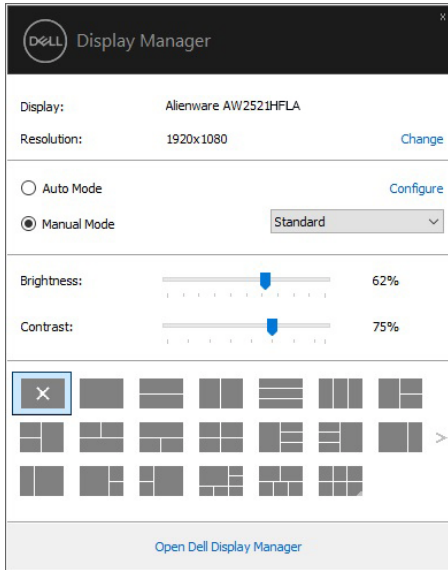 DELL Display Manager
Display: Alienware AW2521HFLA
Resolution: 1920x1080 Change
Auto Mode Configure
Manual Mode Standard
Brightness: 62%
Contrast: 75%
Open Dell Display Manager